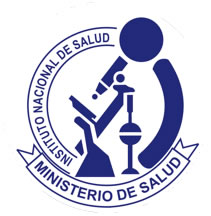 INSTITUTO NACIONAL DE SALUD
MINISTERIO DE SALUD